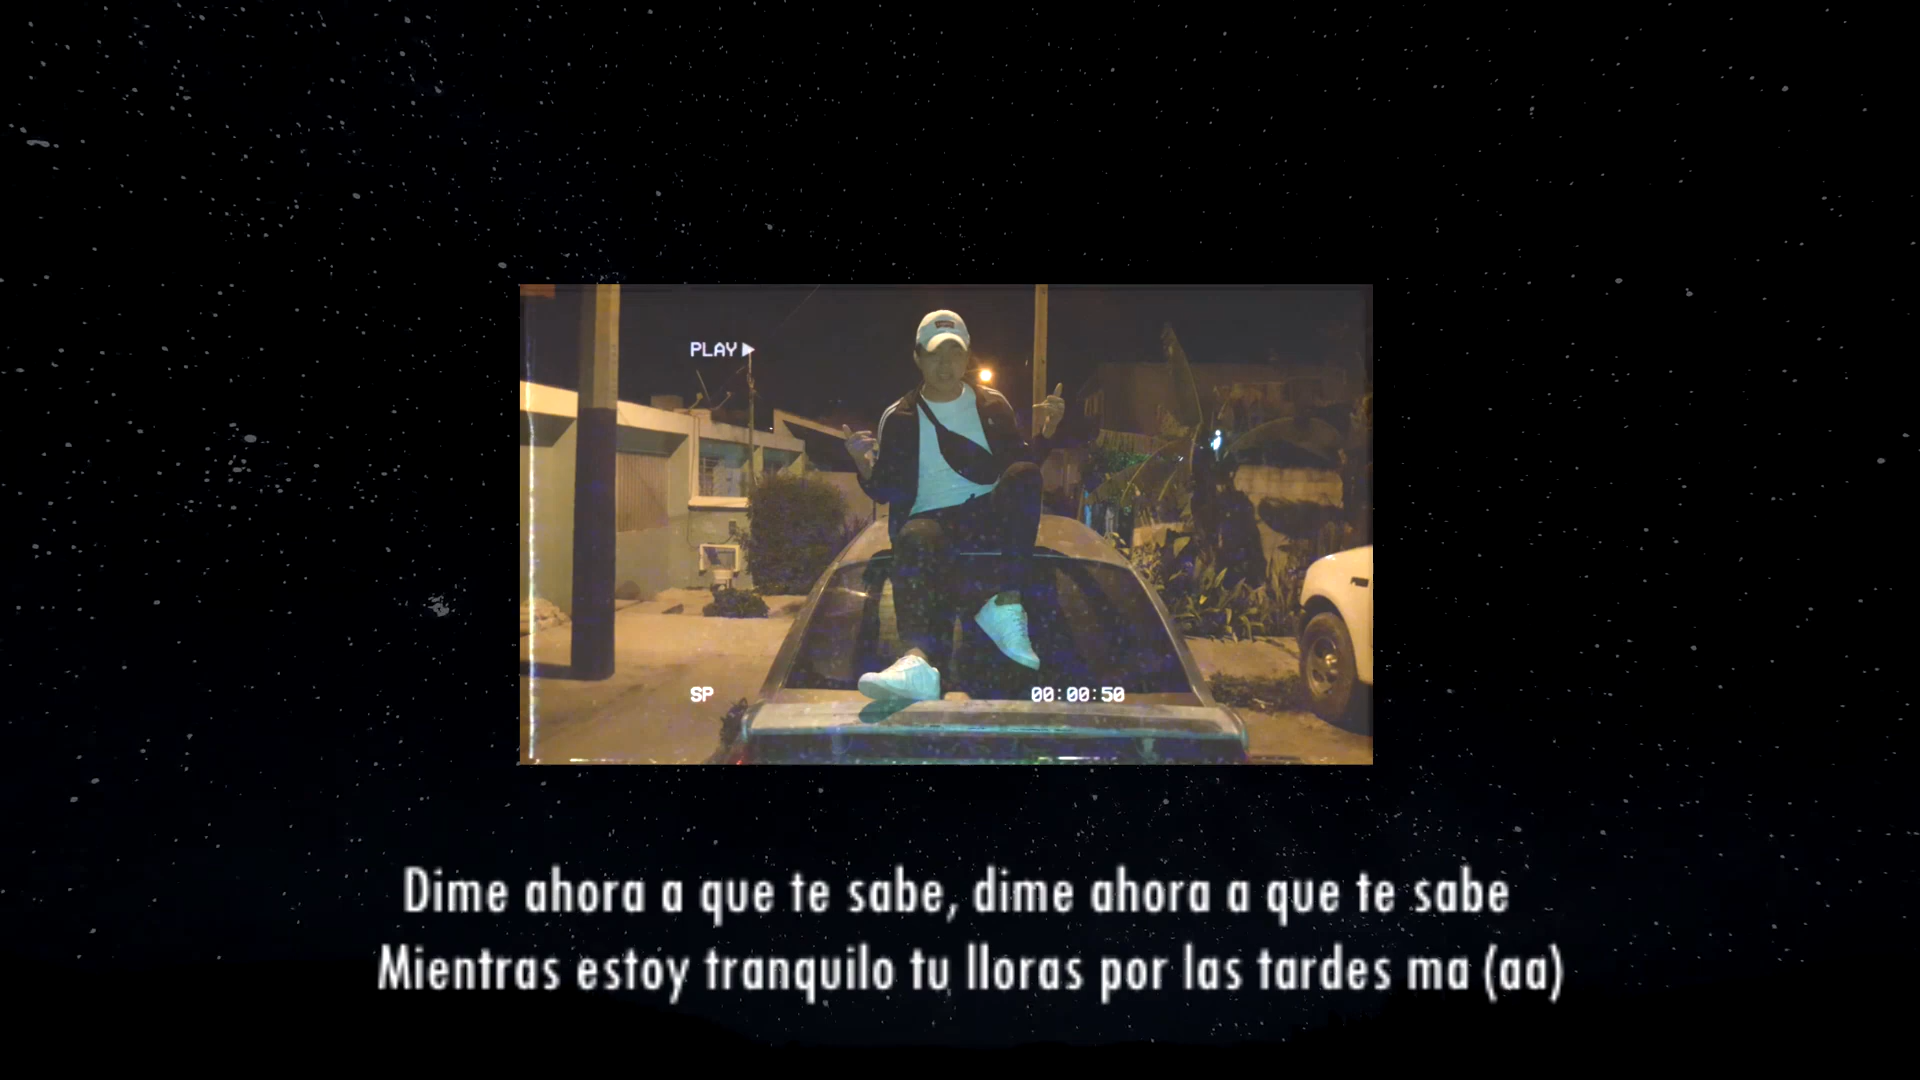 PLAY
SP
00:00:50
Dime ahora a que te sabe, dime ahora a que te sabe
Mientras estoy tranquilo tu lloras por las tardes ma (aa)